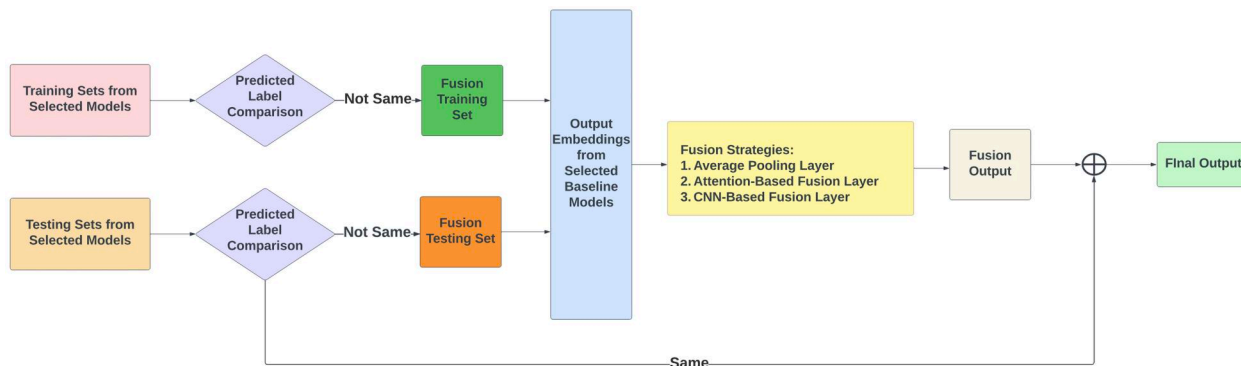 Training Sets from
Selected Models
Predicted
Label
Comparison
Not Same
Fusion
Training
Set
Testing Sets from
Selected Models
Predicted
Label
Comparison
Not Same
Fusion
Testing Set
Output
Embeddings
from
Selected
Baseline
Models
Fusion Strategies:
1. Average Pooling Layer
2. Attention-Based Fusion Layer
3. CNN-Based Fusion Layer
Fusion
Output
FInal Output
Same